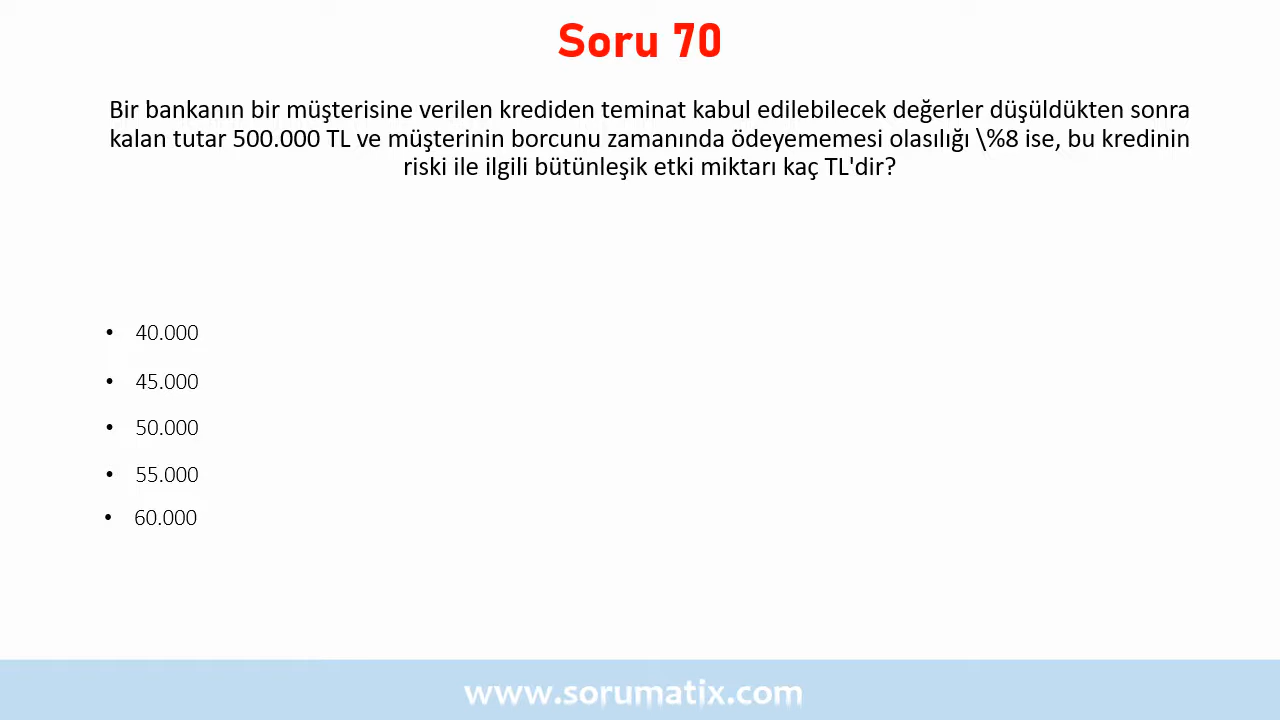 Soru 70
Bir bankanın bir müşterisine verilen krediden teminat kabul edilebilecek değerler düşüldükten sonra
kalan tutar 500.000 TL ve müşterinin borcunu zamanında ödeyememesi olasılığı \%8 ise, bu kredinin
riski ile ilgili bütünleşik etki miktarı kaç TL'dir?
• 40.000
• 45.000
• 50.000
• 55.000
• 60.000
www.sorumatix.com